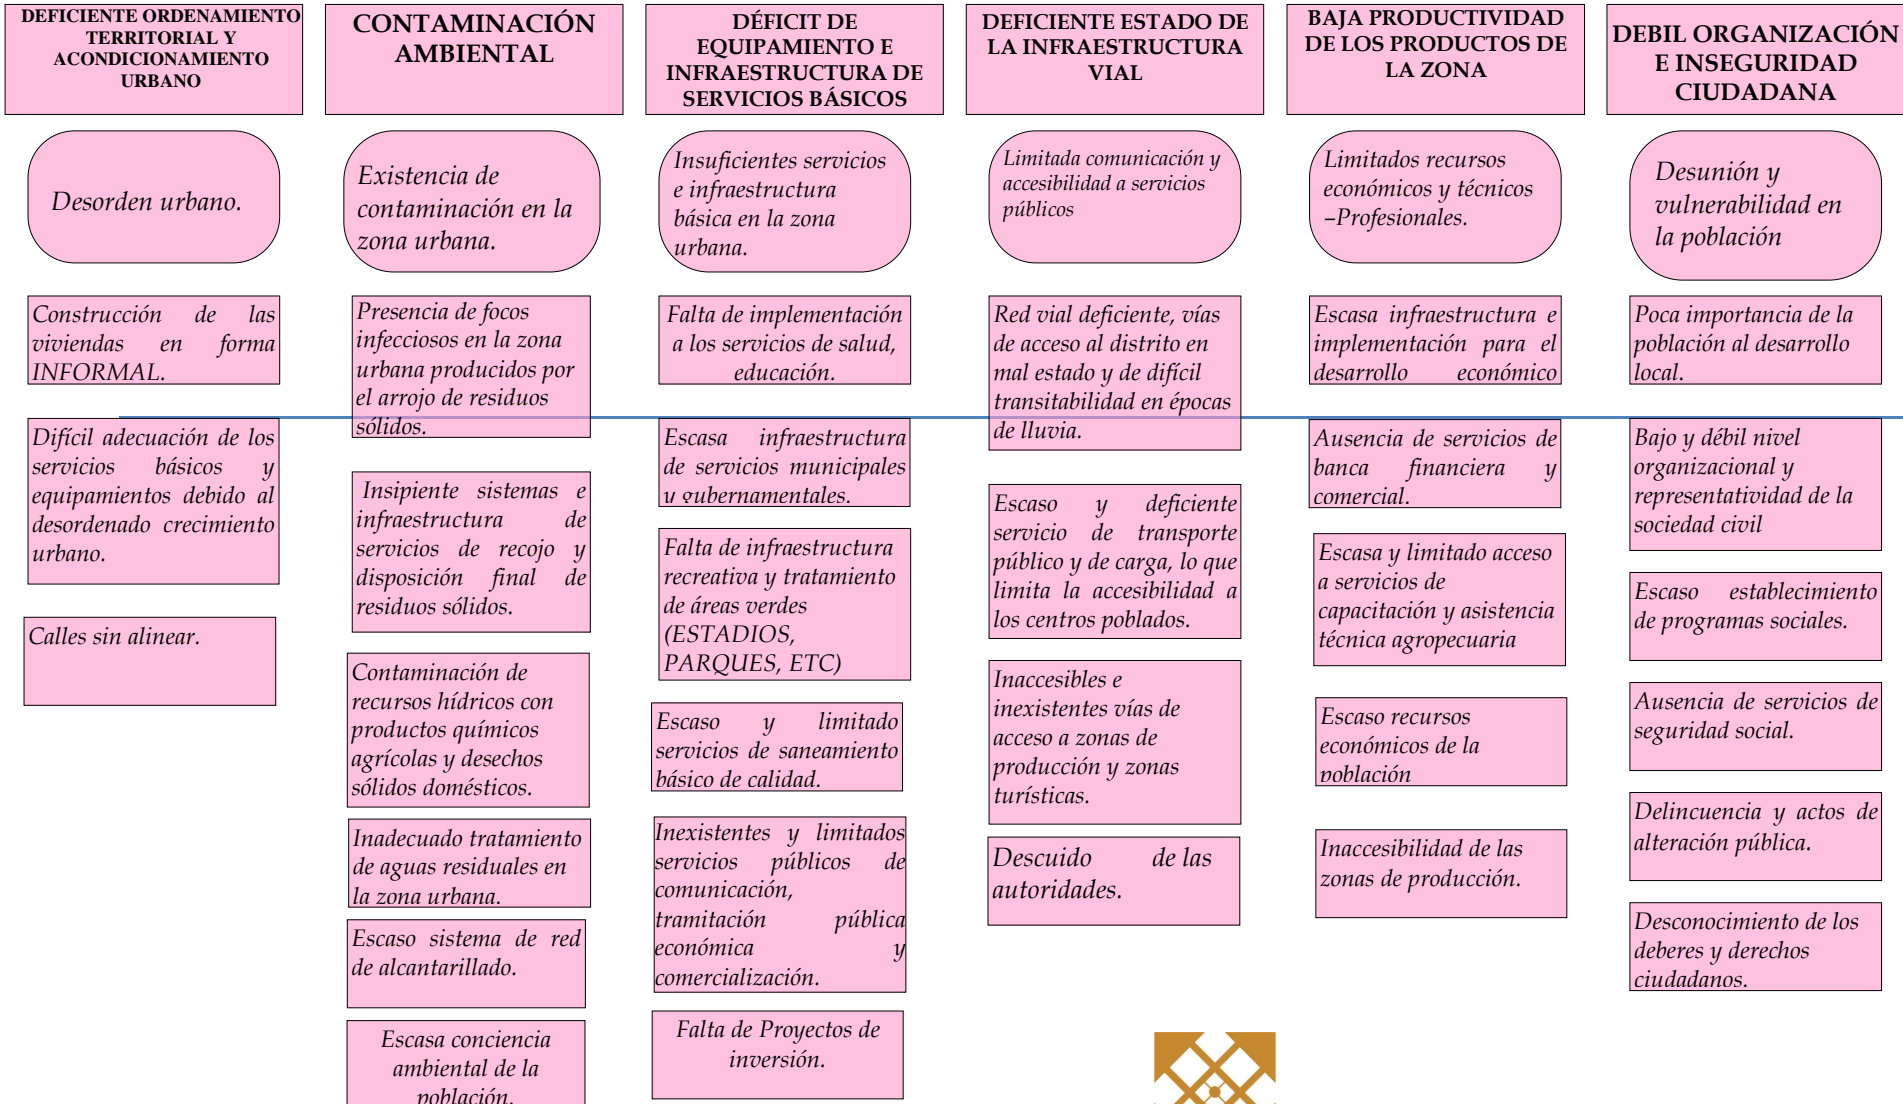 DEFICIENTE ORDENAMIENTO
TERRITORIAL Y
ACONDICIONAMIENTO
URBANO
Desorden urbano.
Construcción de las
viviendas en forma
INFORMAL.
Difícil adecuación de los
servicios básicos y
equipamientos debido al
desordenado crecimiento
urbano.
Calles sin alinear.
CONTAMINACIÓN
AMBIENTAL
Existencia de
contaminación en la
zona urbana.
Presencia de focos
infecciosos en la zona
urbana producidos por
el arrojo de residuos
sólidos.
Insipiente sistemas e
infraestructura de
servicios de recojo y
disposición final de
residuos sólidos.
Contaminación de
recursos hídricos con
productos químicos
agrícolas y desechos
sólidos domésticos.
Inadecuado tratamiento
de aguas residuales en
la zona urbana.
Escaso sistema de red
de alcantarillado.
Escasa conciencia
ambiental de la
población.
DÉFICIT DE
EQUIPAMIENTO E
INFRAESTRUCTURA DE
SERVICIOS BÁSICOS
Insuficientes servicios
e infraestructura
básica en la zona
urbana.
Falta de implementación
a los servicios de salud,
educación.
Escasa infraestructura
de servicios municipales
y gubernamentales.
Falta de infraestructura
recreativa y tratamiento
de áreas verdes
(ESTADIOS,
PARQUES, ETC)
Escaso y limitado
servicios de saneamiento
básico de calidad.
Inexistentes y limitados
servicios públicos de
comunicación,
tramitación pública
económica y
comercialización.
Falta de Proyectos de
inversión.
DEFICIENTE ESTADO DE
LA INFRAESTRUCTURA
VIAL
Limitada comunicación y
accesibilidad a servicios
públicos
Red vial deficiente, vías
de acceso al distrito en
mal estado y de difícil
transitabilidad en épocas
de lluvia.
Escaso y deficiente
servicio de transporte
público y de carga, lo que
limita la accesibilidad a
los centros poblados.
Inaccesibles e
inexistentes vías de
acceso a zonas de
producción y zonas
turísticas.
Descuido de las
autoridades.
BAJA PRODUCTIVIDAD
DE LOS PRODUCTOS DE
LA ZONA
Limitados recursos
económicos y técnicos
–Profesionales.
Escasa infraestructura e
implementación para el
desarrollo económico
Ausencia de servicios de
banca financiera y
comercial.
Escasa y limitado acceso
a servicios de
capacitación y asistencia
técnica agropecuaria
Escaso recursos
económicos de la
población
Inaccesibilidad de las
zonas de producción.
DEBIL ORGANIZACIÓN
E INSEGURIDAD
CIUDADANA
Desunión y
vulnerabilidad en
la población
Poca importancia de la
población al desarrollo
local.
Bajo y débil nivel
organizacional y
representatividad de la
sociedad civil
Escaso establecimiento
de programas sociales.
Ausencia de servicios de
seguridad social.
Delincuencia y actos de
alteración pública.
Desconocimiento de los
deberes y derechos
ciudadanos.